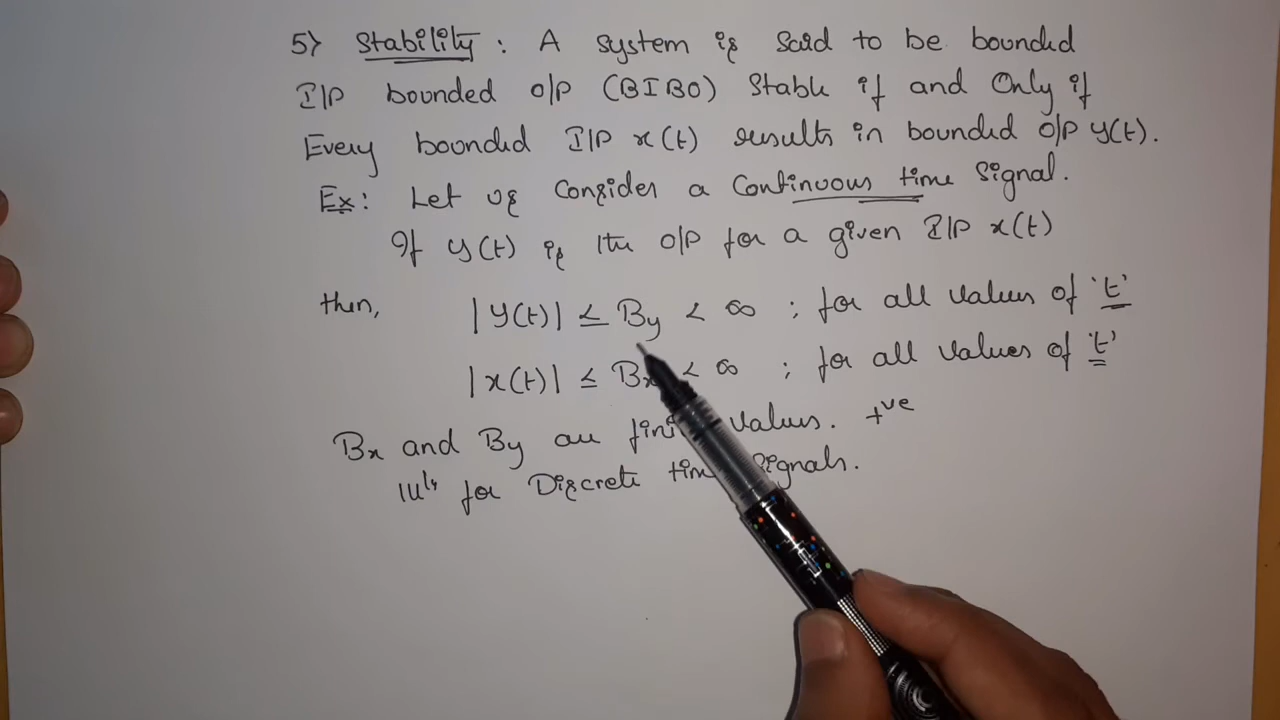 5) Stability : A system is said to be bounded
I/P bounded O/P (BIBO) Stable if and Only if
Every bounded I/P x(t) results in bounded O/P y(t).
Ex: Let us Consider a Continuous time Signal.
If y(t) is the O/P for a given I/P x(t)
then, |y(t)| ≤ By < ∞ ; for all values of 't'
|x(t)| ≤ Bx < ∞ ; for all values of 't'
Bx and By are finite values. +ve
|||ly for Discrete time Signals.